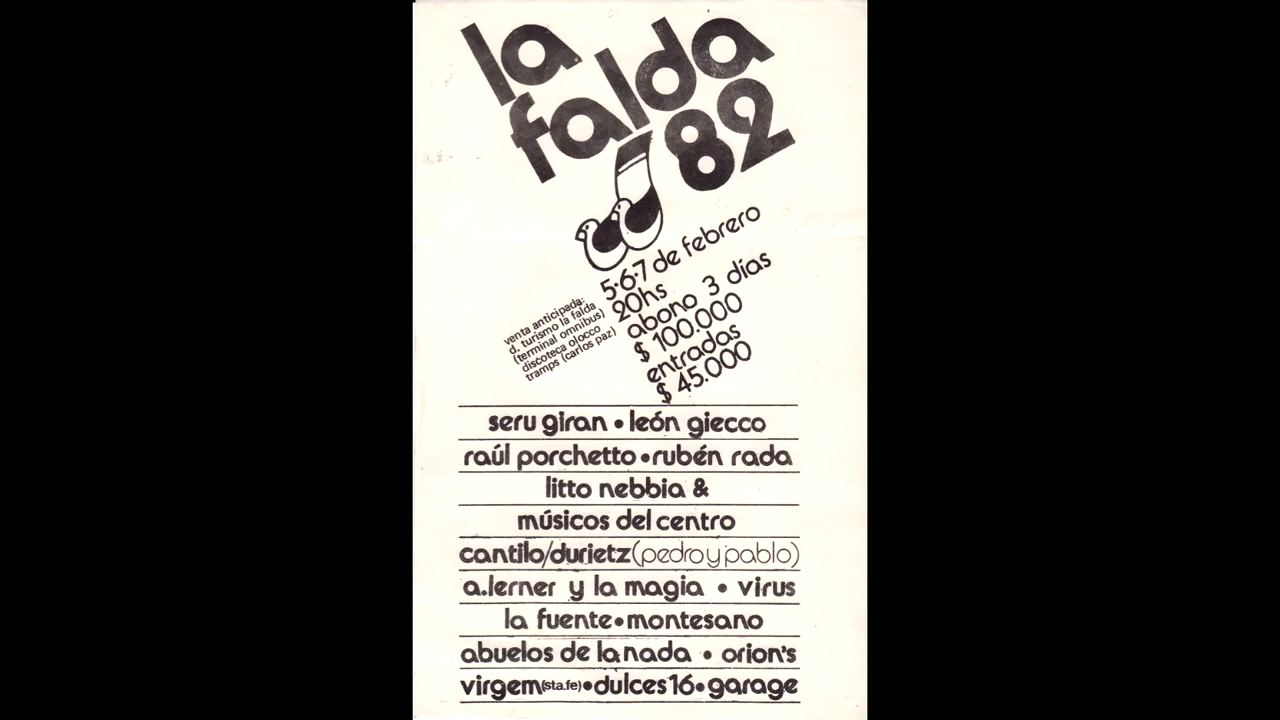 la
falda
82
5·6·7 de febrero
20hs
abono 3 días
$ 100.000
entradas
$ 45.000
venta anticipada:
d. turismo la falda
(terminal omnibus)
discoteca olocco
tramps (carlos paz)
seru giran • león giecco
raúl porchetto • rubén rada
litto nebbia &
músicos del centro
cantilo/durietz (pedro y pablo)
a.lerner y la magia • virus
la fuente • montesano
abuelos de la nada • orion's
virgem (sta.fe) • dulces 16 • garage